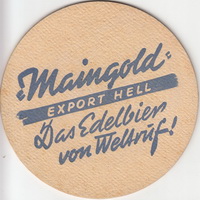 „Maingold“
EXPORT HELL
Das Edelbier
von Weltruf!